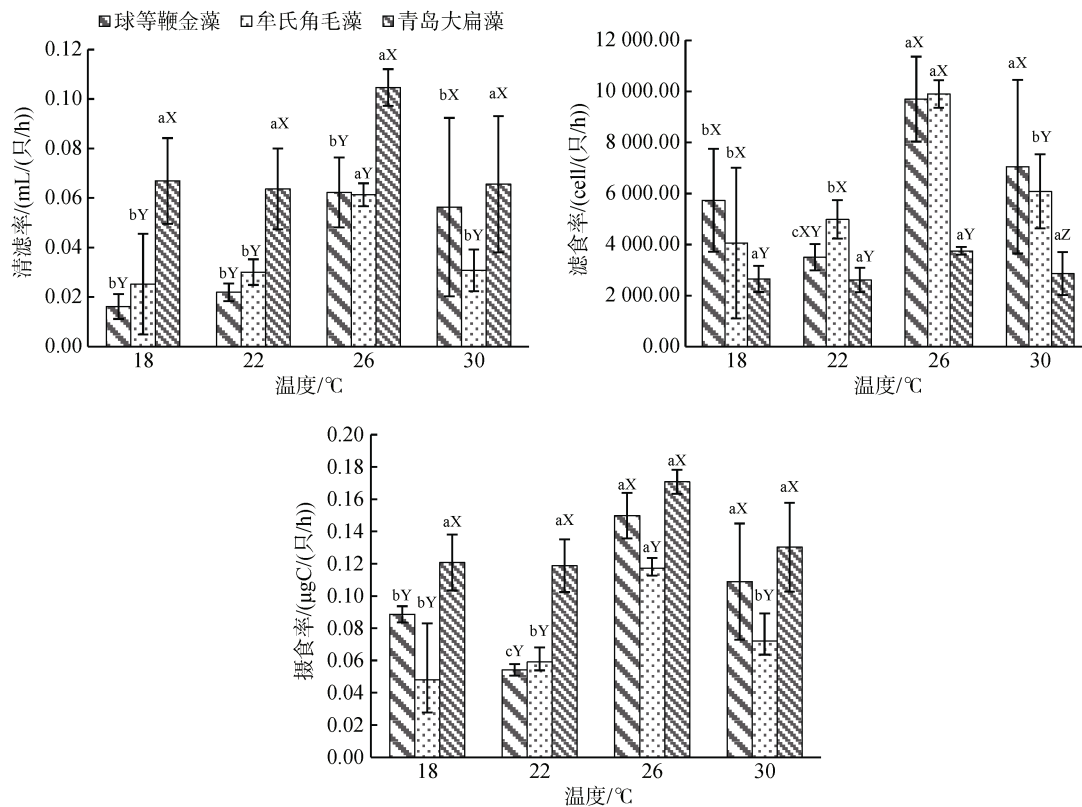 球等鞭金藻 牟氏角毛藻 青岛大扁藻
清滤率/(mL/(只/h))
0.12
0.10
0.08
0.06
0.04
0.02
0.00
bY bY aX
bY bY aX
bY aY aX
bX bY aX
18 22 26 30
温度/℃
滤食率/(cell/(只/h))
12 000.00
10 000.00
8 000.00
6 000.00
4 000.00
2 000.00
0.00
bX bX aY
cXY bX aY
aX aX aY
aX bY aZ
18 22 26 30
温度/℃
摄食率/(μgC/(只/h))
0.20
0.18
0.16
0.14
0.12
0.10
0.08
0.06
0.04
0.02
0.00
bY bY aX
cY bY aX
aX aY aX
aX bY aX
18 22 26 30
温度/℃